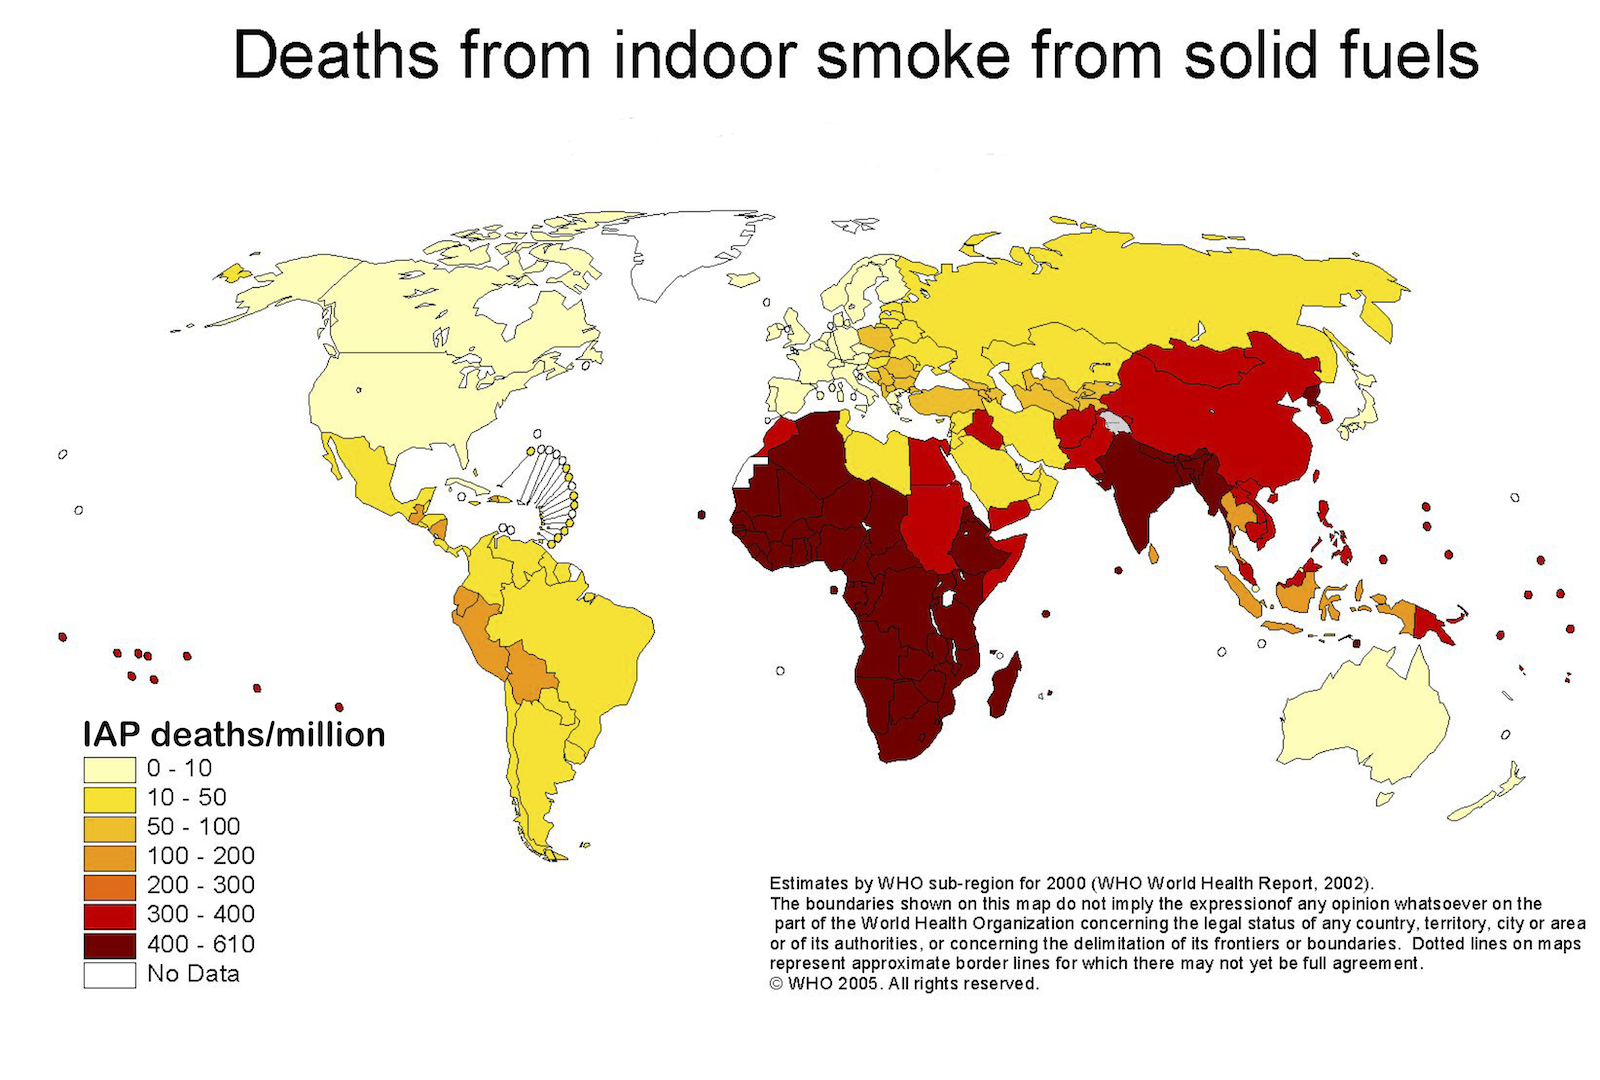 Deaths from indoor smoke from solid fuels
IAP deaths/million
0 - 10
10 - 50
50 - 100
100 - 200
200 - 300
300 - 400
400 - 610
No Data
Estimates by WHO sub-region for 2000 (WHO World Health Report, 2002).
The boundaries shown on this map do not imply the expressionof any opinion whatsoever on the
part of the World Health Organization concerning the legal status of any country, territory, city or area
or of its authorities, or concerning the delimitation of its frontiers or boundaries. Dotted lines on maps
represent approximate border lines for which there may not yet be full agreement.
© WHO 2005. All rights reserved.